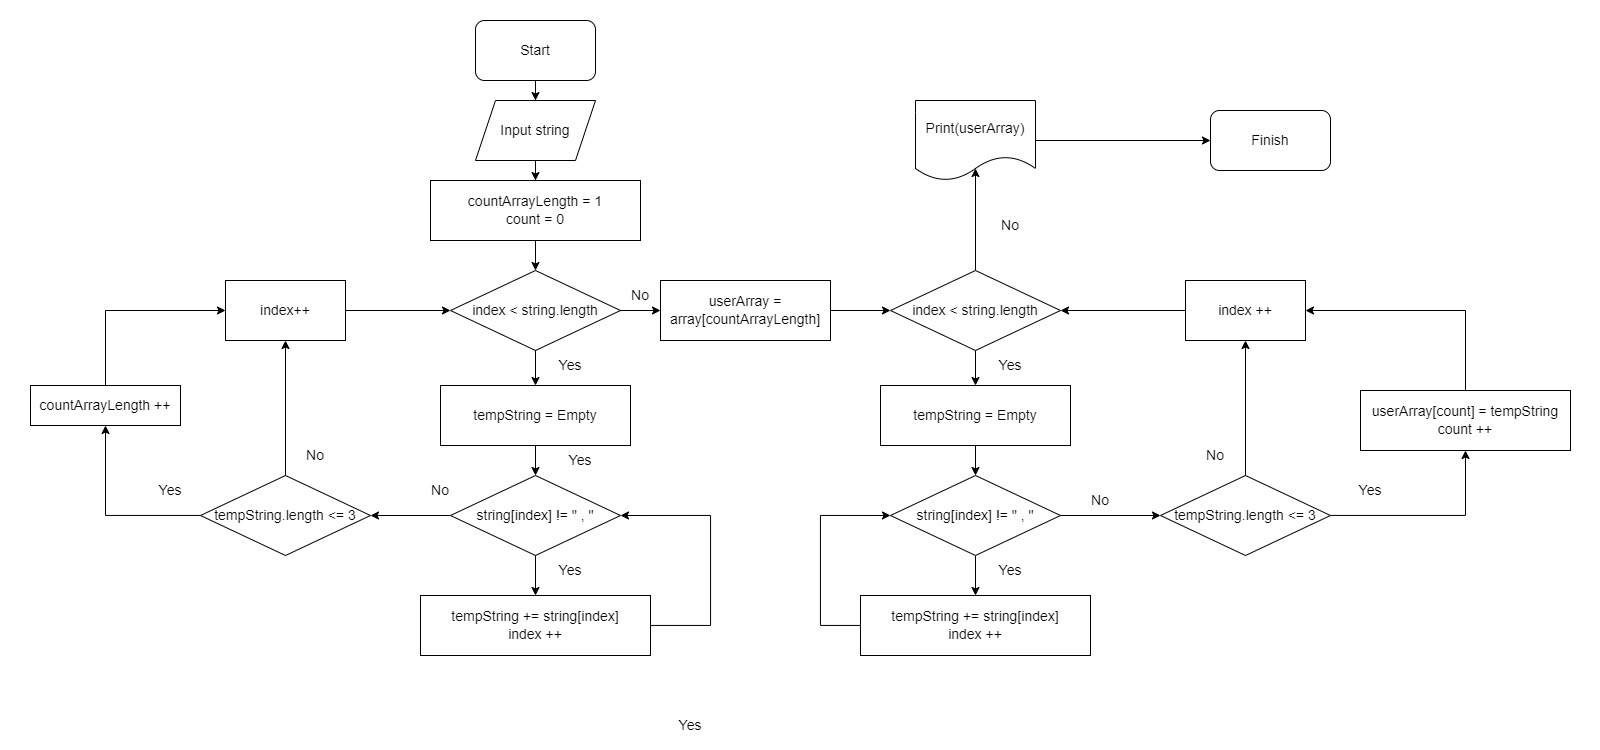 Start
Input string
Print(userArray)
Finish
countArrayLength = 1
count = 0
No
index++
index < string.length
No
userArray =
array[countArrayLength]
index < string.length
index ++
Yes
Yes
countArrayLength ++
tempString = Empty
tempString = Empty
userArray[count] = tempString
count ++
No
Yes
No
Yes
No
No
Yes
tempString.length <= 3
string[index] != " , "
string[index] != " , "
tempString.length <= 3
Yes
Yes
tempString += string[index]
index ++
tempString += string[index]
index ++
Yes